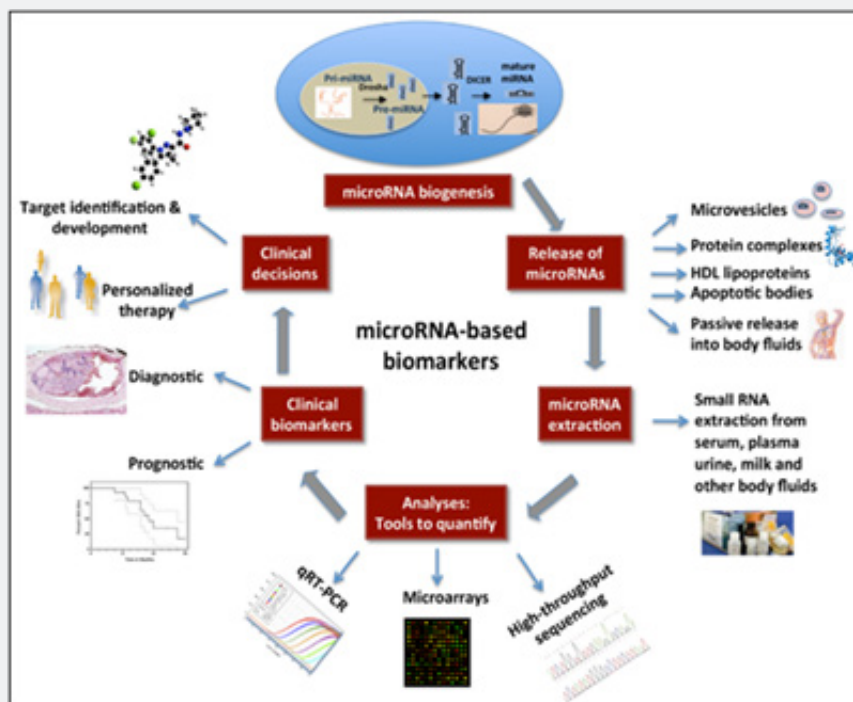 Pri-miRNA
Drosha
Pre-miRNA
DICER
mature
miRNA
microRNA biogenesis
Release of
microRNAs
Microvesicles
Protein complexes
HDL lipoproteins
Apoptotic bodies
Passive release
into body fluids
microRNA
extraction
Small RNA
extraction from
serum, plasma
urine, milk and
other body fluids
Analyses:
Tools to quantify
qRT-PCR
Microarrays
High-throughput
sequencing
Clinical
biomarkers
Diagnostic
Prognostic
Clinical
decisions
Target identification &
development
Personalized
therapy
microRNA-based
biomarkers